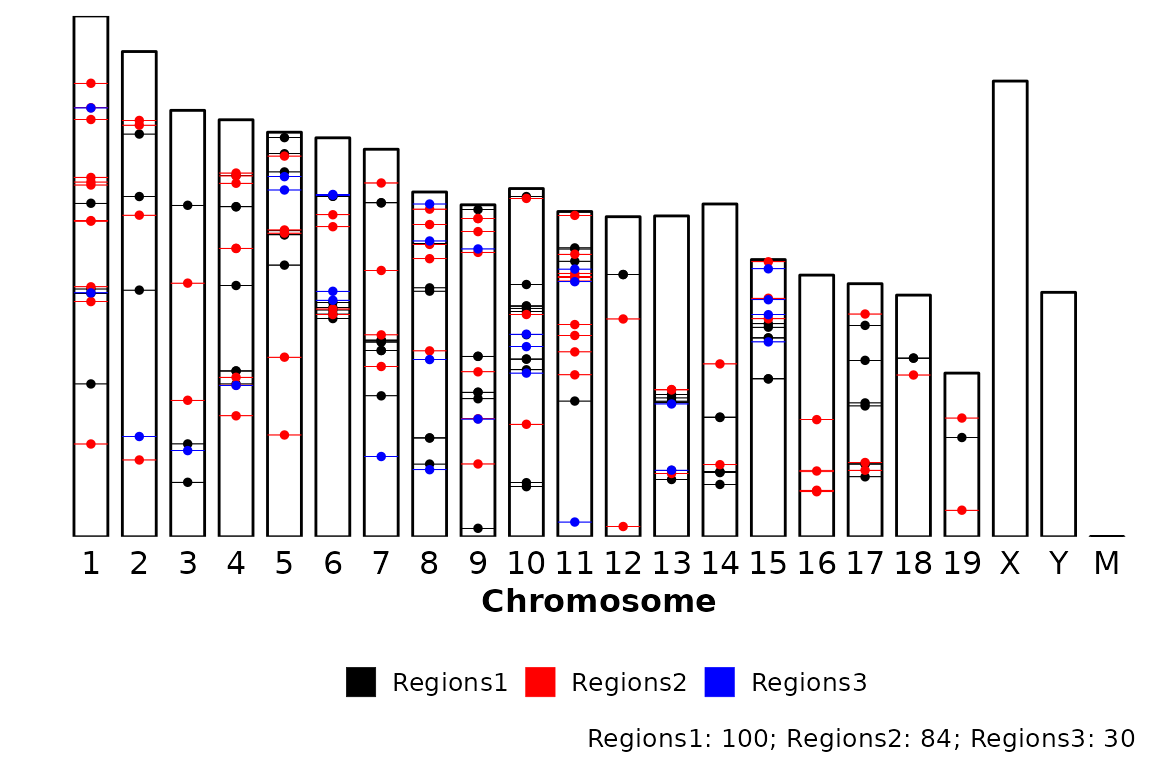 1 2 3 4 5 6 7 8 9 10 11 12 13 14 15 16 17 18 19 X Y M
Chromosome
Regions1 Regions2 Regions3
Regions1: 100; Regions2: 84; Regions3: 30